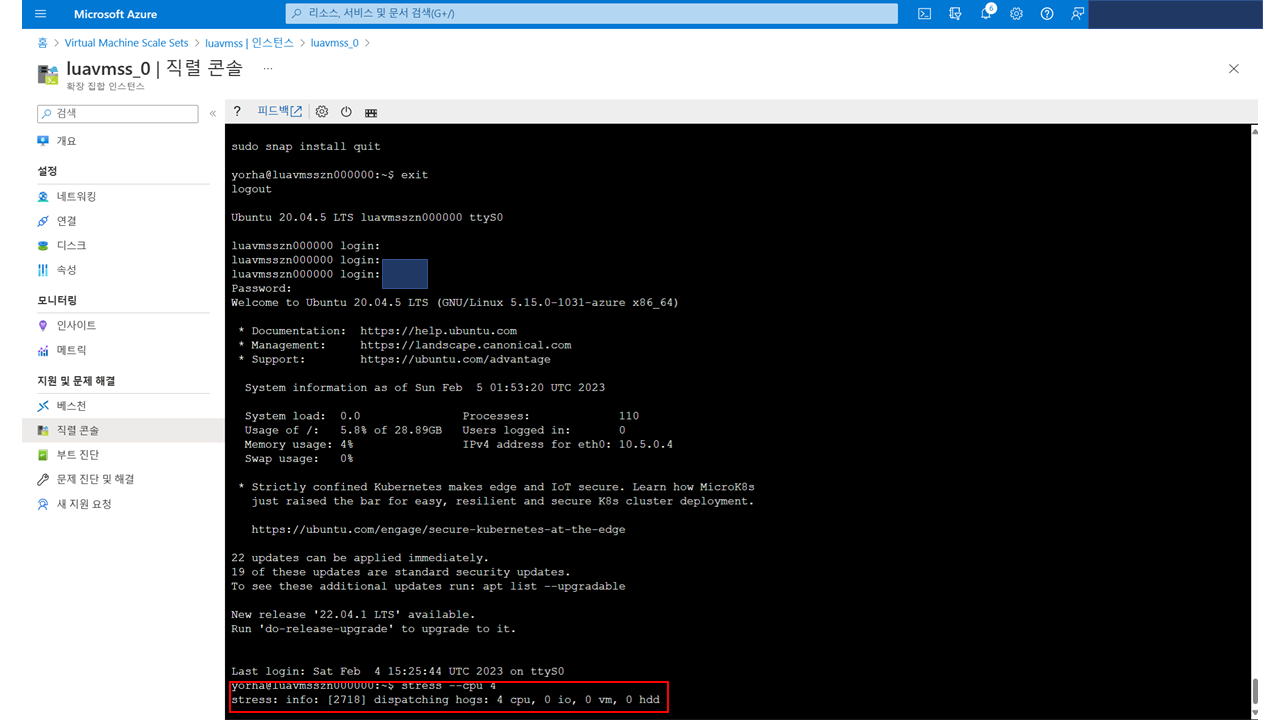 Microsoft Azure
리소스, 서비스 및 문서 검색(G+/)
6
홈 > Virtual Machine Scale Sets > luavmss | 인스턴스 > luavmss_0 >
luavmss_0 | 직렬 콘솔 ...
확장 집합 인스턴스
검색 «
? 피드백
개요
설정
네트워킹
연결
디스크
속성
모니터링
인사이트
메트릭
지원 및 문제 해결
베스천
직렬 콘솔
부트 진단
문제 진단 및 해결
새 지원 요청
sudo snap install quit
yorha@luavmsszn000000:~$ exit
logout
Ubuntu 20.04.5 LTS luavmsszn000000 ttyS0
luavmsszn000000 login:
luavmsszn000000 login:
luavmsszn000000 login:
Password:
Welcome to Ubuntu 20.04.5 LTS (GNU/Linux 5.15.0-1031-azure x86_64)
* Documentation: https://help.ubuntu.com
* Management: https://landscape.canonical.com
* Support: https://ubuntu.com/advantage
System information as of Sun Feb 5 01:53:20 UTC 2023
System load: 0.0 Processes: 110
Usage of /: 5.8% of 28.89GB Users logged in: 0
Memory usage: 4% IPv4 address for eth0: 10.5.0.4
Swap usage: 0%
* Strictly confined Kubernetes makes edge and IoT secure. Learn how MicroK8s
just raised the bar for easy, resilient and secure K8s cluster deployment.
https://ubuntu.com/engage/secure-kubernetes-at-the-edge
22 updates can be applied immediately.
19 of these updates are standard security updates.
To see these additional updates run: apt list --upgradable
New release '22.04.1 LTS' available.
Run 'do-release-upgrade' to upgrade to it.
Last login: Sat Feb 4 15:25:44 UTC 2023 on ttyS0
yorha@luavmsszn000000:~$ stress --cpu 4
stress: info: [2718] dispatching hogs: 4 cpu, 0 io, 0 vm, 0 hdd